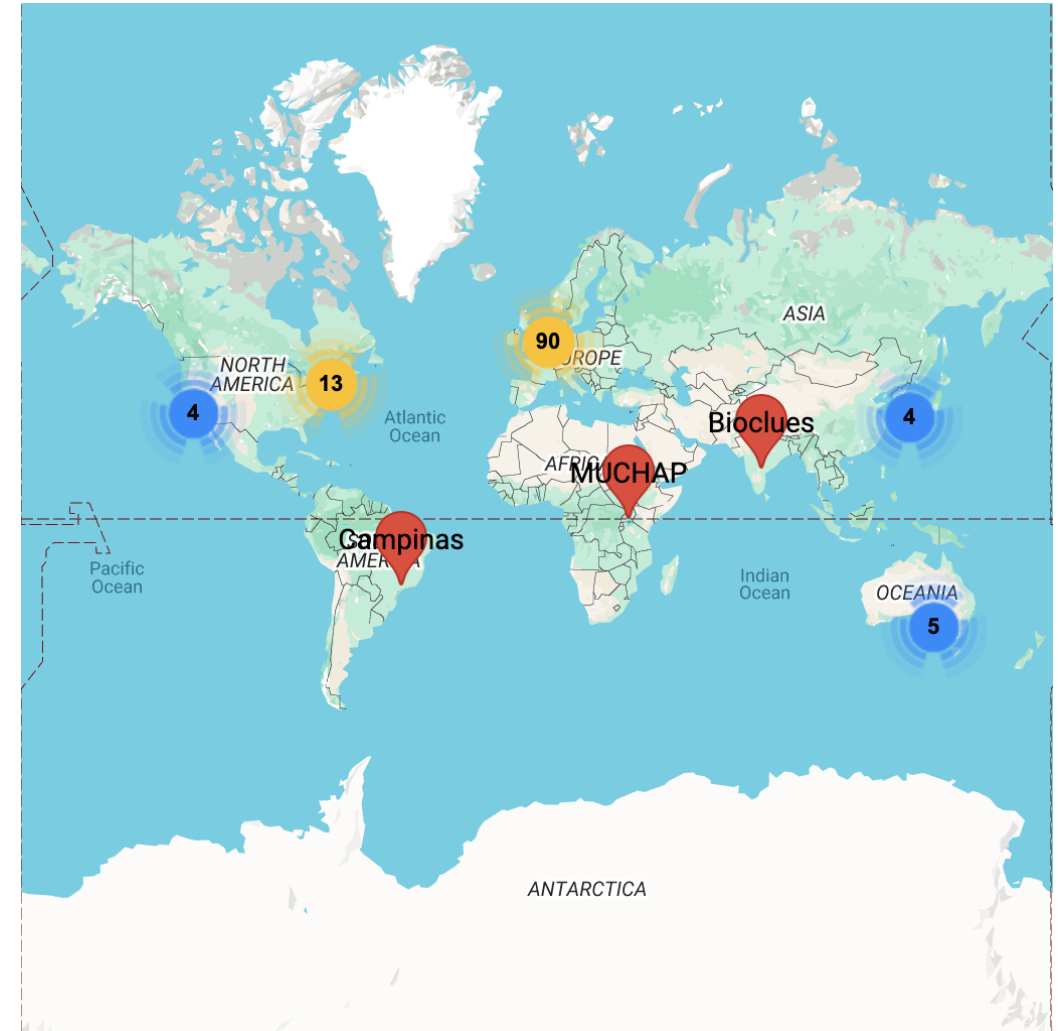 ASIA
90
EUROPE
NORTH
AMERICA
13
4
Atlantic
Ocean
Bioclues
4
AFRIC
MUCHAP
Campinas
AMERICA
Pacific
Ocean
Indian
Ocean
OCEANIA
5
ANTARCTICA